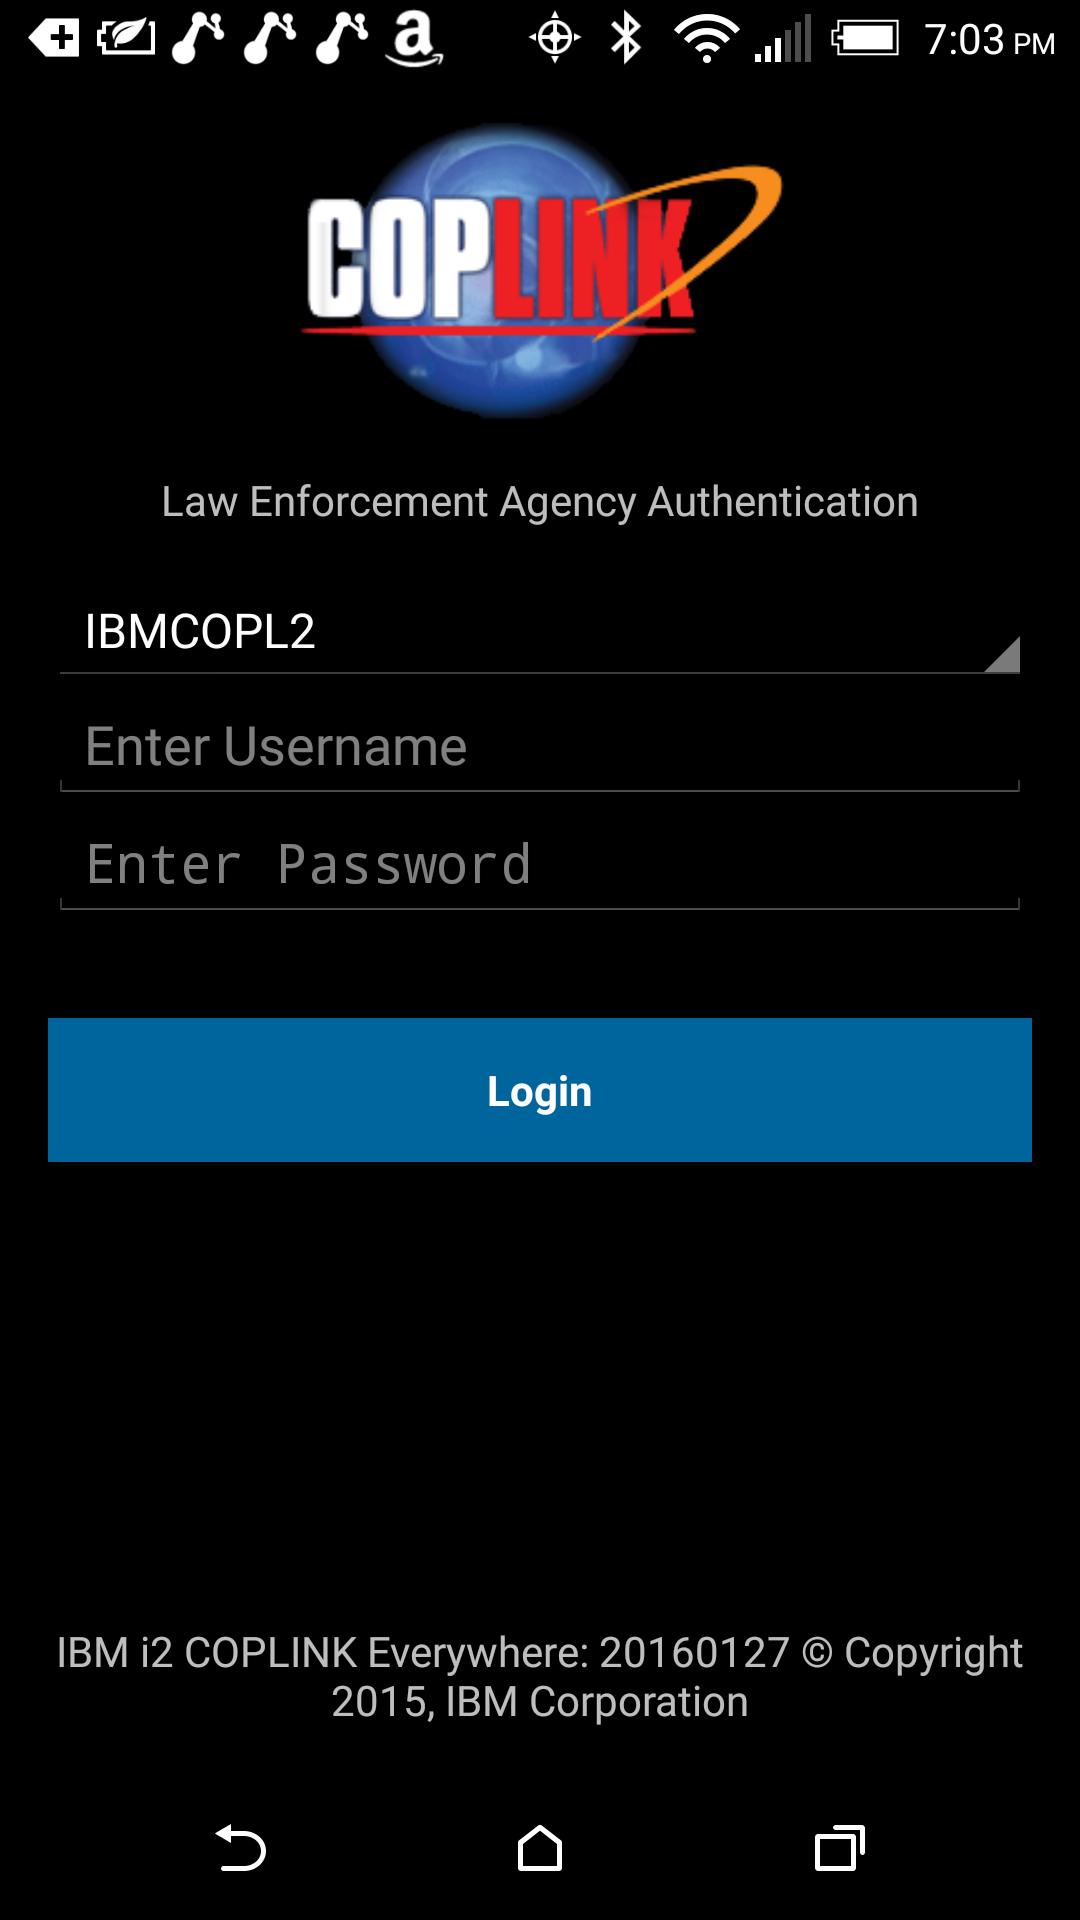 7:03 PM
COPLINK
Law Enforcement Agency Authentication
IBMCOPL2
Enter Username
Enter Password
Login
IBM i2 COPLINK Everywhere: 20160127 © Copyright
2015, IBM Corporation